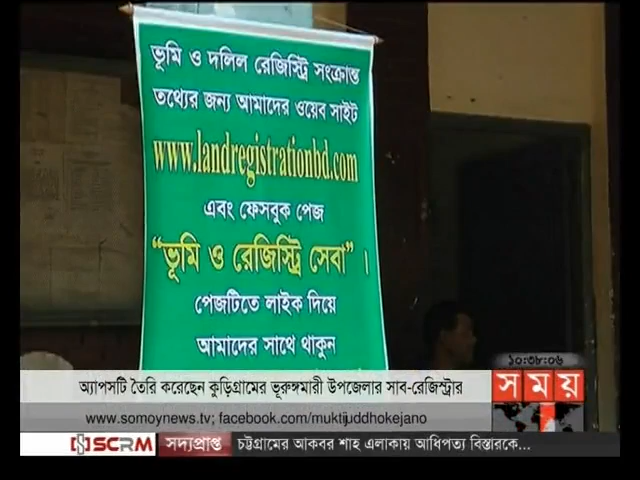 ভূমি ও দলিল রেজিস্ট্রি সংক্রান্ত
তথ্যের জন্য আমাদের ওয়েব সাইট
www.landregistrationbd.com
এবং ফেসবুক পেজ
“ভূমি ও রেজিস্ট্রি সেবা” ।
পেজটিতে লাইক দিয়ে
আমাদের সাথে থাকুন
১০:৩৮:০৬
সময়
অ্যাপসটি তৈরি করেছেন কুড়িগ্রামের ভূরুঙ্গমারী উপজেলার সাব-রেজিস্ট্রার
www.somoynews.tv; facebook.com/muktijuddhokejano
SCRM সদ্যপ্রাপ্ত চট্টগ্রামের আকবর শাহ এলাকায় আধিপত্য বিস্তারকে...